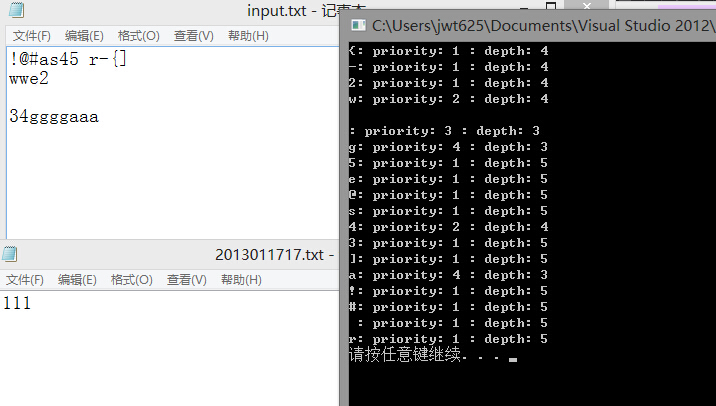 input.txt - 记事本
文件(F) 编辑(E) 格式(O) 查看(V) 帮助(H)
!@#as45 r-{]
wwe2
34ggggaaa
2013011717.txt -
文件(F) 编辑(E) 格式(O) 查看(V) 帮助(H)
111
C:\Users\jwt625\Documents\Visual Studio 2012\
{: priority: 1 : depth: 4
-: priority: 1 : depth: 4
2: priority: 1 : depth: 4
w: priority: 2 : depth: 4
: priority: 3 : depth: 3
g: priority: 4 : depth: 3
5: priority: 1 : depth: 5
e: priority: 1 : depth: 5
@: priority: 1 : depth: 5
s: priority: 1 : depth: 5
4: priority: 2 : depth: 4
3: priority: 1 : depth: 5
]: priority: 1 : depth: 5
a: priority: 4 : depth: 3
!: priority: 1 : depth: 5
#: priority: 1 : depth: 5
 : priority: 1 : depth: 5
r: priority: 1 : depth: 5
请按任意键继续. . .